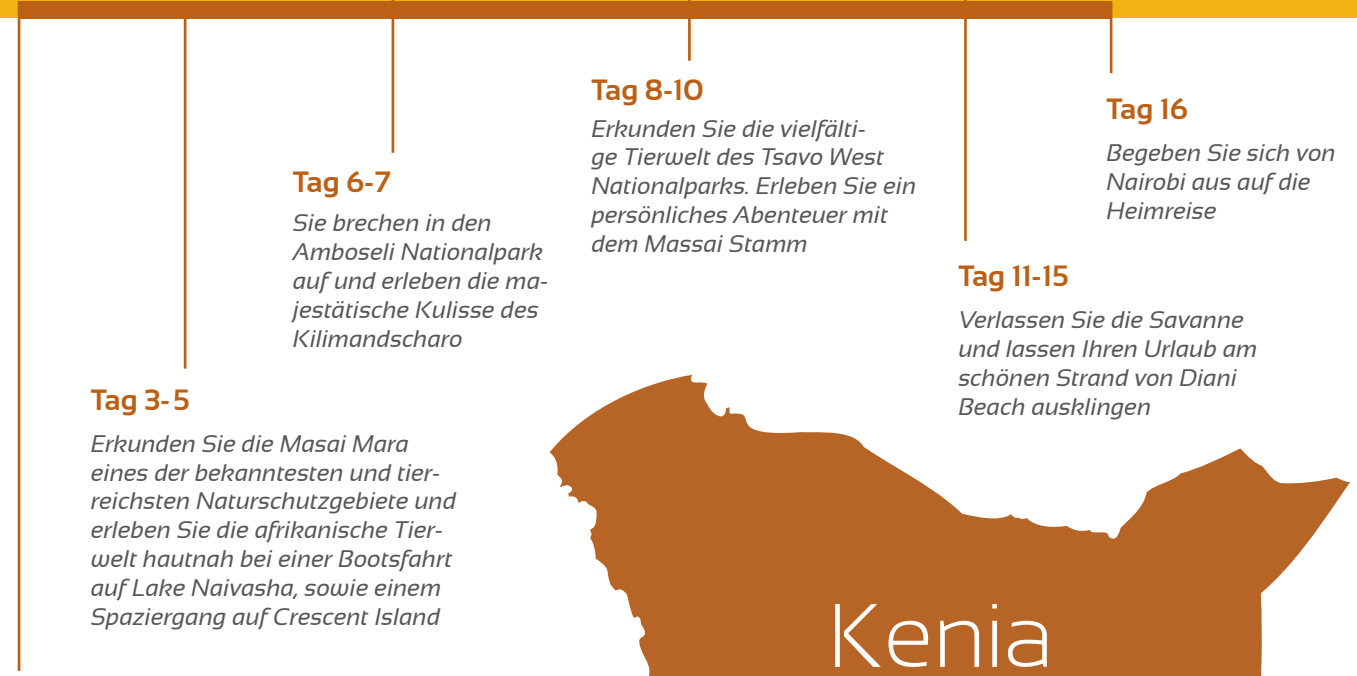 Tag 8-10
Erkunden Sie die vielfälti-
ge Tierwelt des Tsavo West
Nationalparks. Erleben Sie ein
persönliches Abenteuer mit
dem Massai Stamm
Tag 16
Begeben Sie sich von
Nairobi aus auf die
Heimreise
Tag 6-7
Sie brechen in den
Amboseli Nationalpark
auf und erleben die ma-
jestätische Kulisse des
Kilimandscharo
Tag 11-15
Verlassen Sie die Savanne
und lassen Ihren Urlaub am
schönen Strand von Diani
Beach ausklingen
Tag 3-5
Erkunden Sie die Masai Mara
eines der bekanntesten und tier-
reichsten Naturschutzgebiete und
erleben Sie die afrikanische Tier-
welt hautnah bei einer Bootsfahrt
auf Lake Naivasha, sowie einem
Spaziergang auf Crescent Island
Kenia